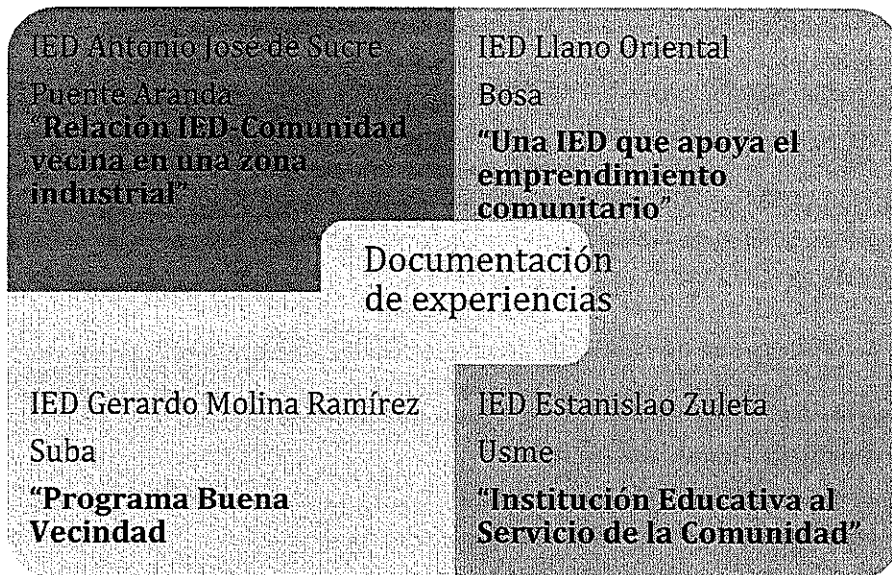 IED Antonio Jose de Sucre
Puente Aranda
“Relación IED-Comunidad
vecina en una zona
industrial”
IED Llano Oriental
Bosa
“Una IED que apoya el
emprendimiento
comunitario”
Documentación
de experiencias
IED Gerardo Molina Ramírez
Suba
“Programa Buena
Vecindad
IED Estanislao Zuleta
Usme
“Institución Educativa al
Servicio de la Comunidad”